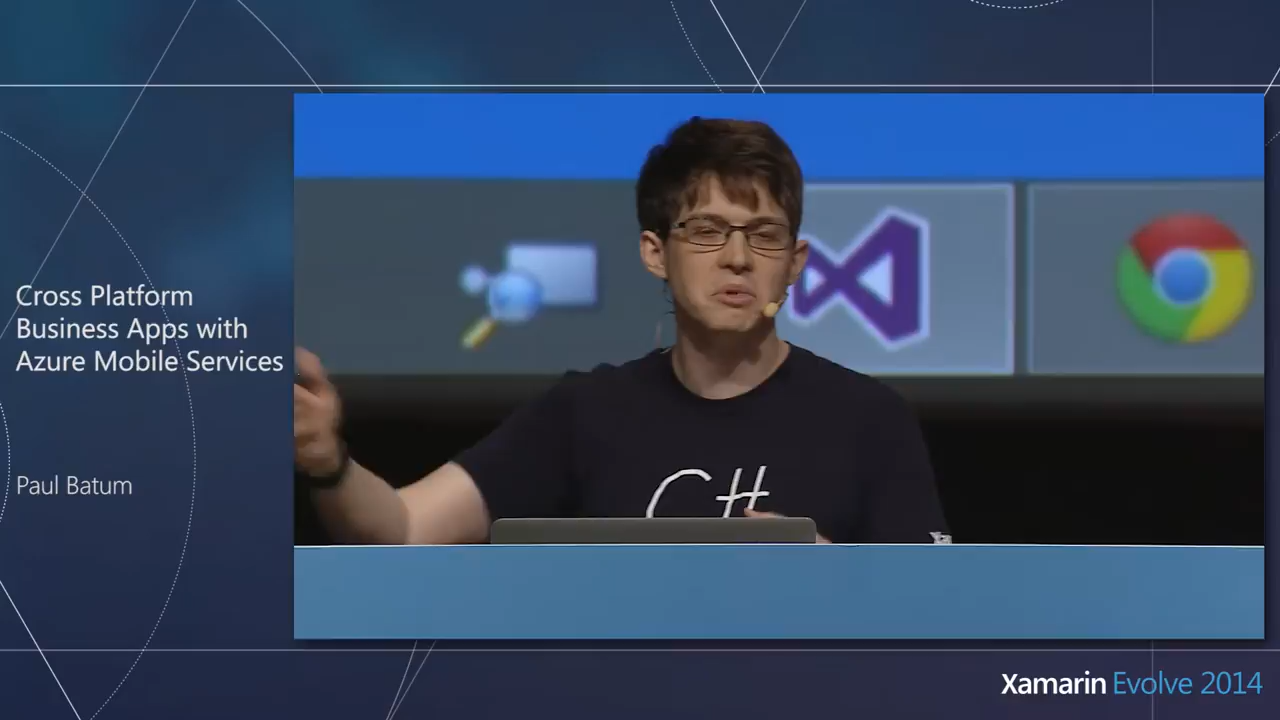 Cross Platform
Business Apps with
Azure Mobile Services
Paul Batum
C#
Xamarin Evolve 2014